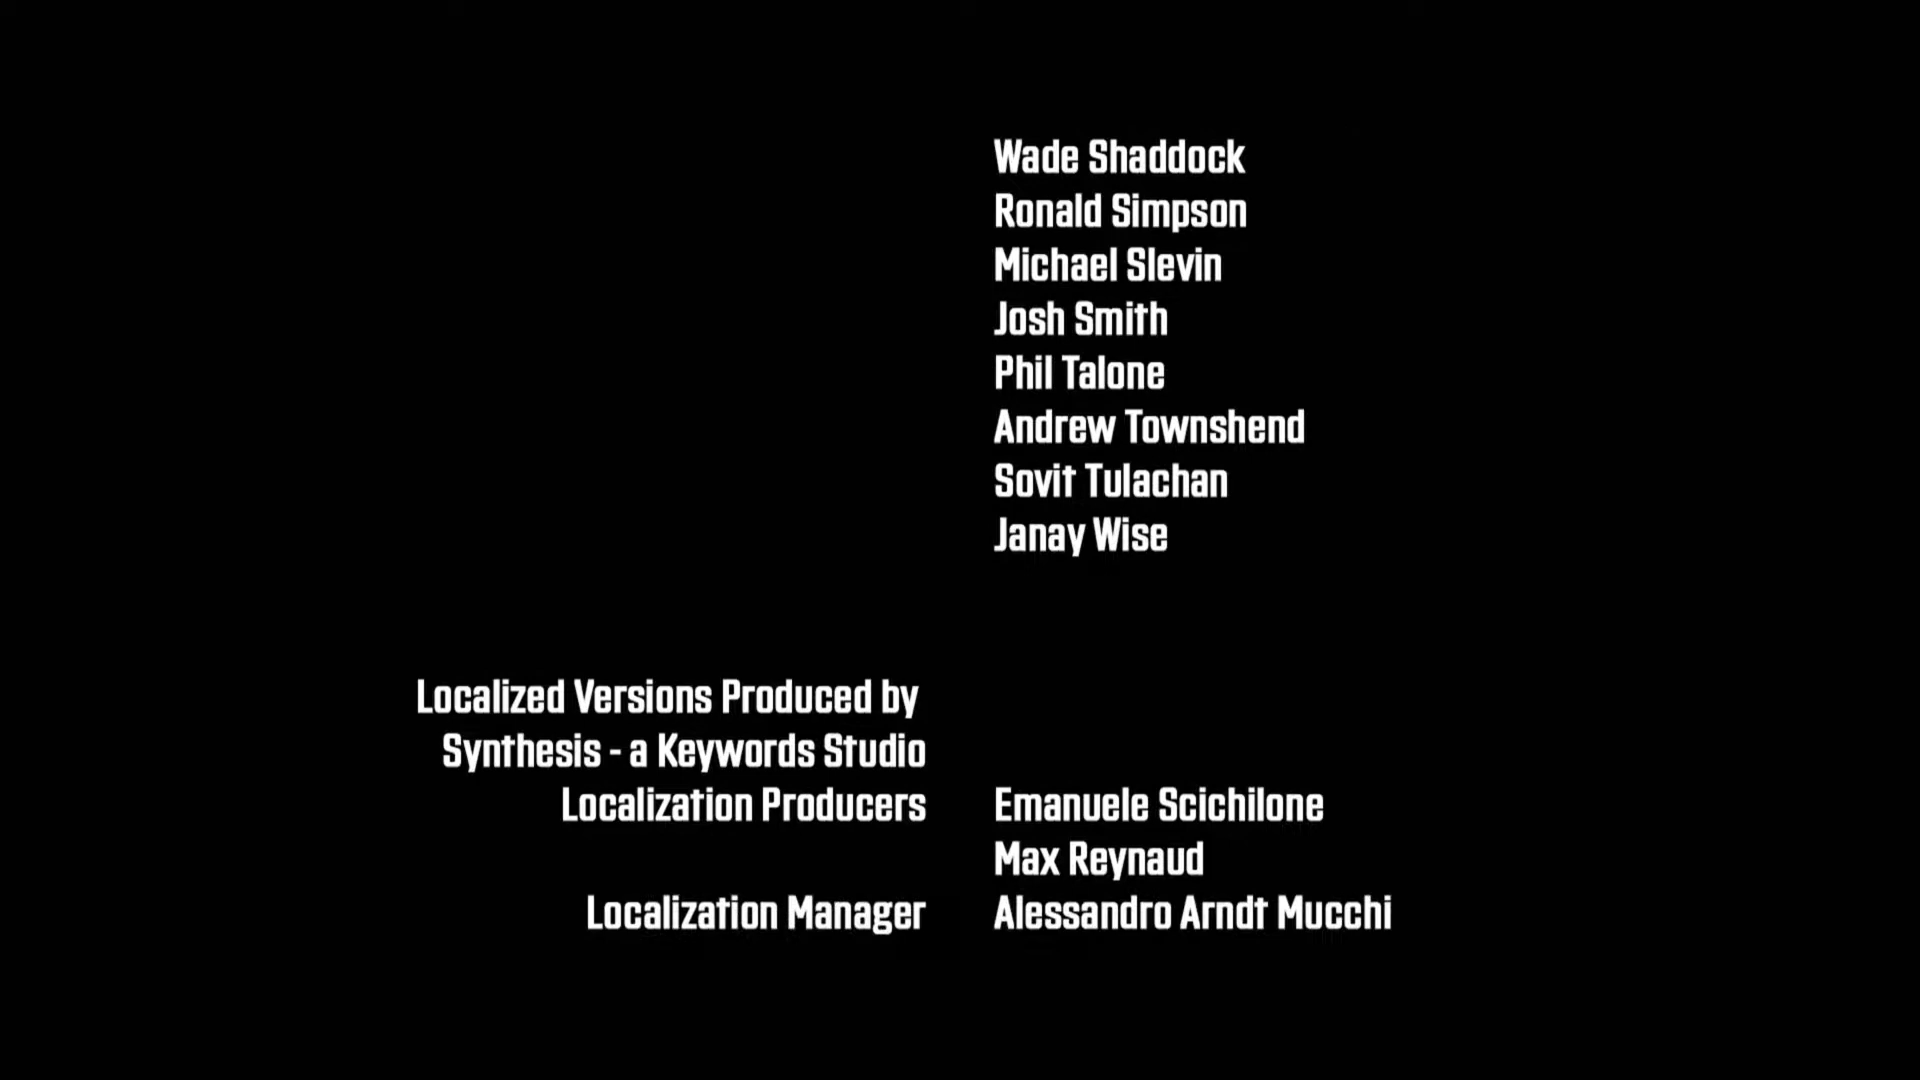 Wade Shaddock
Ronald Simpson
Michael Slevin
Josh Smith
Phil Talone
Andrew Townshend
Sovit Tulachan
Janay Wise
Localized Versions Produced by
Synthesis - a Keywords Studio
Localization Producers Emanuele Scichilone
Max Reynaud
Localization Manager Alessandro Arndt Mucchi